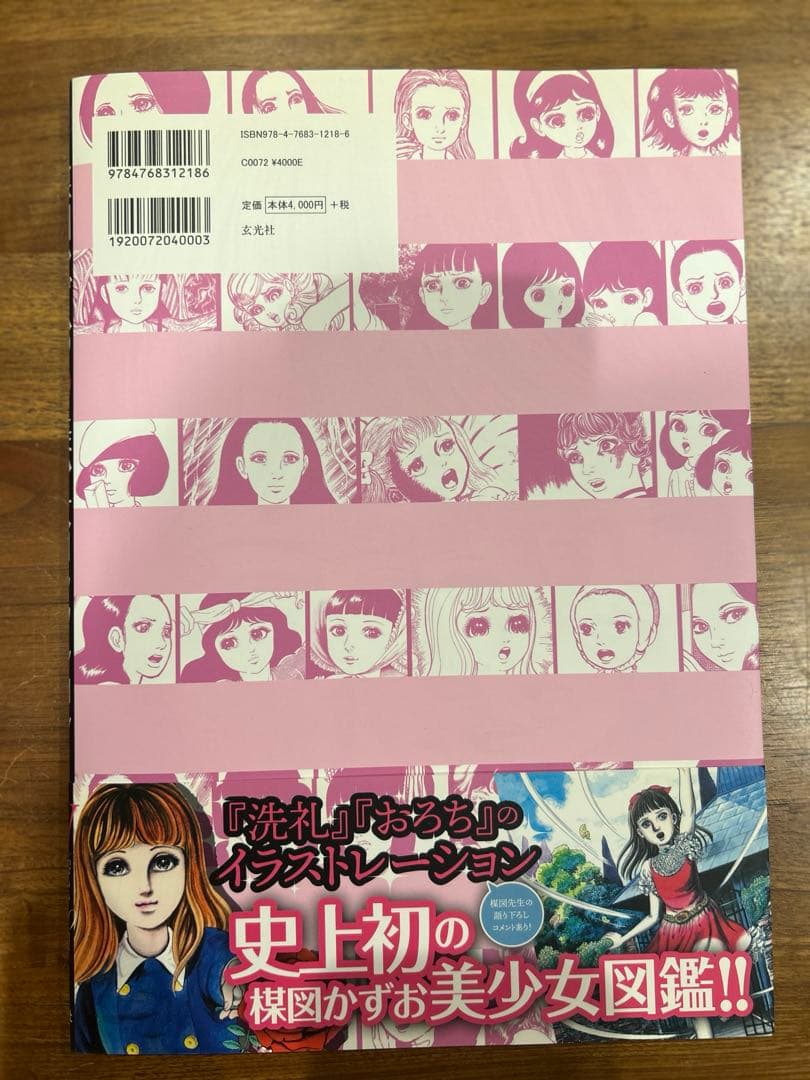 ISBN978-4-7683-1218-6
9784768312186
C0072 ¥4000E
定価 本体4,000円 +税
1920072040003
玄光社
『洗礼』『おろち』の
イラストレーション
楳図先生の
語り下ろし
コメントあり!
史上初の
楳図かずお美少女図鑑!!